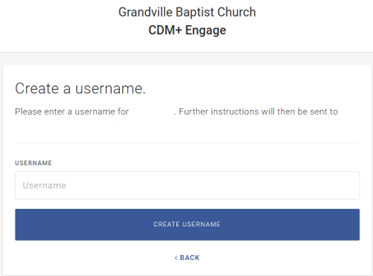 Grandville Baptist Church
CDM+ Engage
Create a username.
Please enter a username for . Further instructions will then be sent to
USERNAME
Username
CREATE USERNAME
‹ BACK